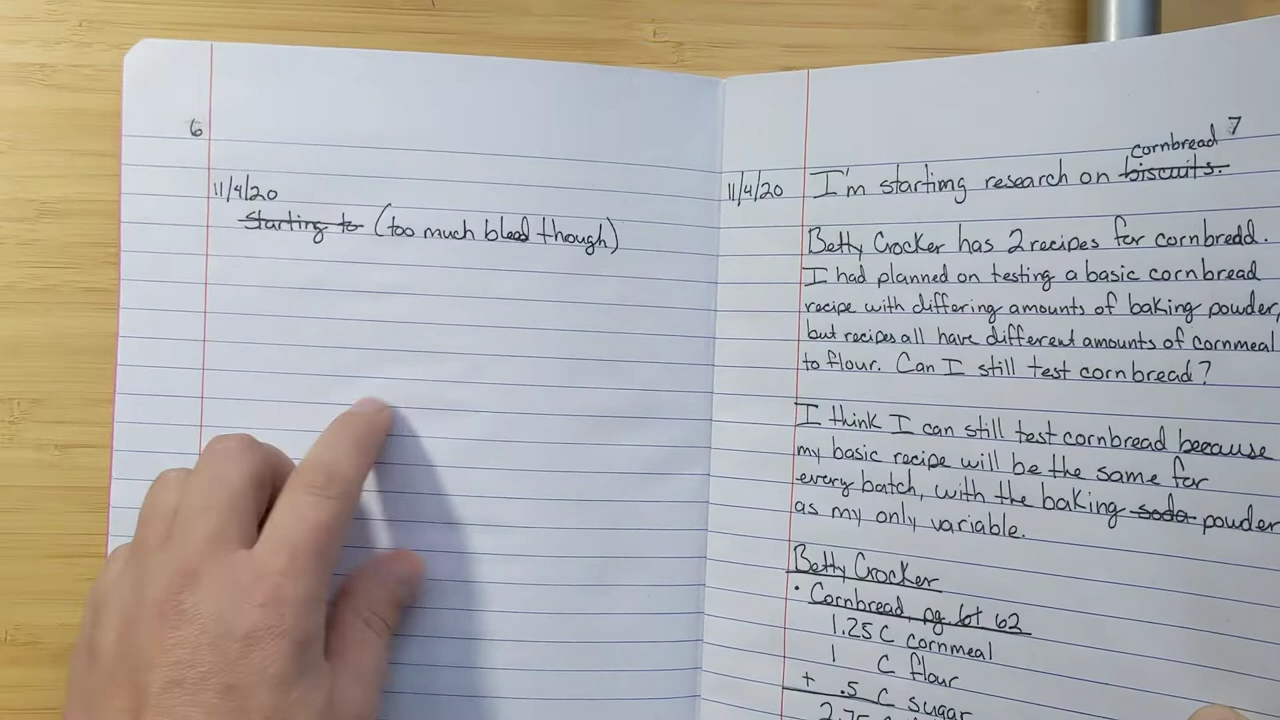 6
11/4/20
Starting to (too much bleed though)
7
cornbread
11/4/20 I'm starting research on biscuits.
Betty Crocker has 2 recipes for cornbredd.
I had planned on testing a basic cornbread
recipe with differing amounts of baking powder,
but recipes all have different amounts of cornmeal
to flour. Can I still test cornbread?
I think I can still test cornbread because
my basic recipe will be the same for
every batch, with the baking soda powder
as my only variable.
Betty Crocker
· Cornbread, pg 62
1.25 C cornmeal
1 C flour
+ .5 C sugar
2.75